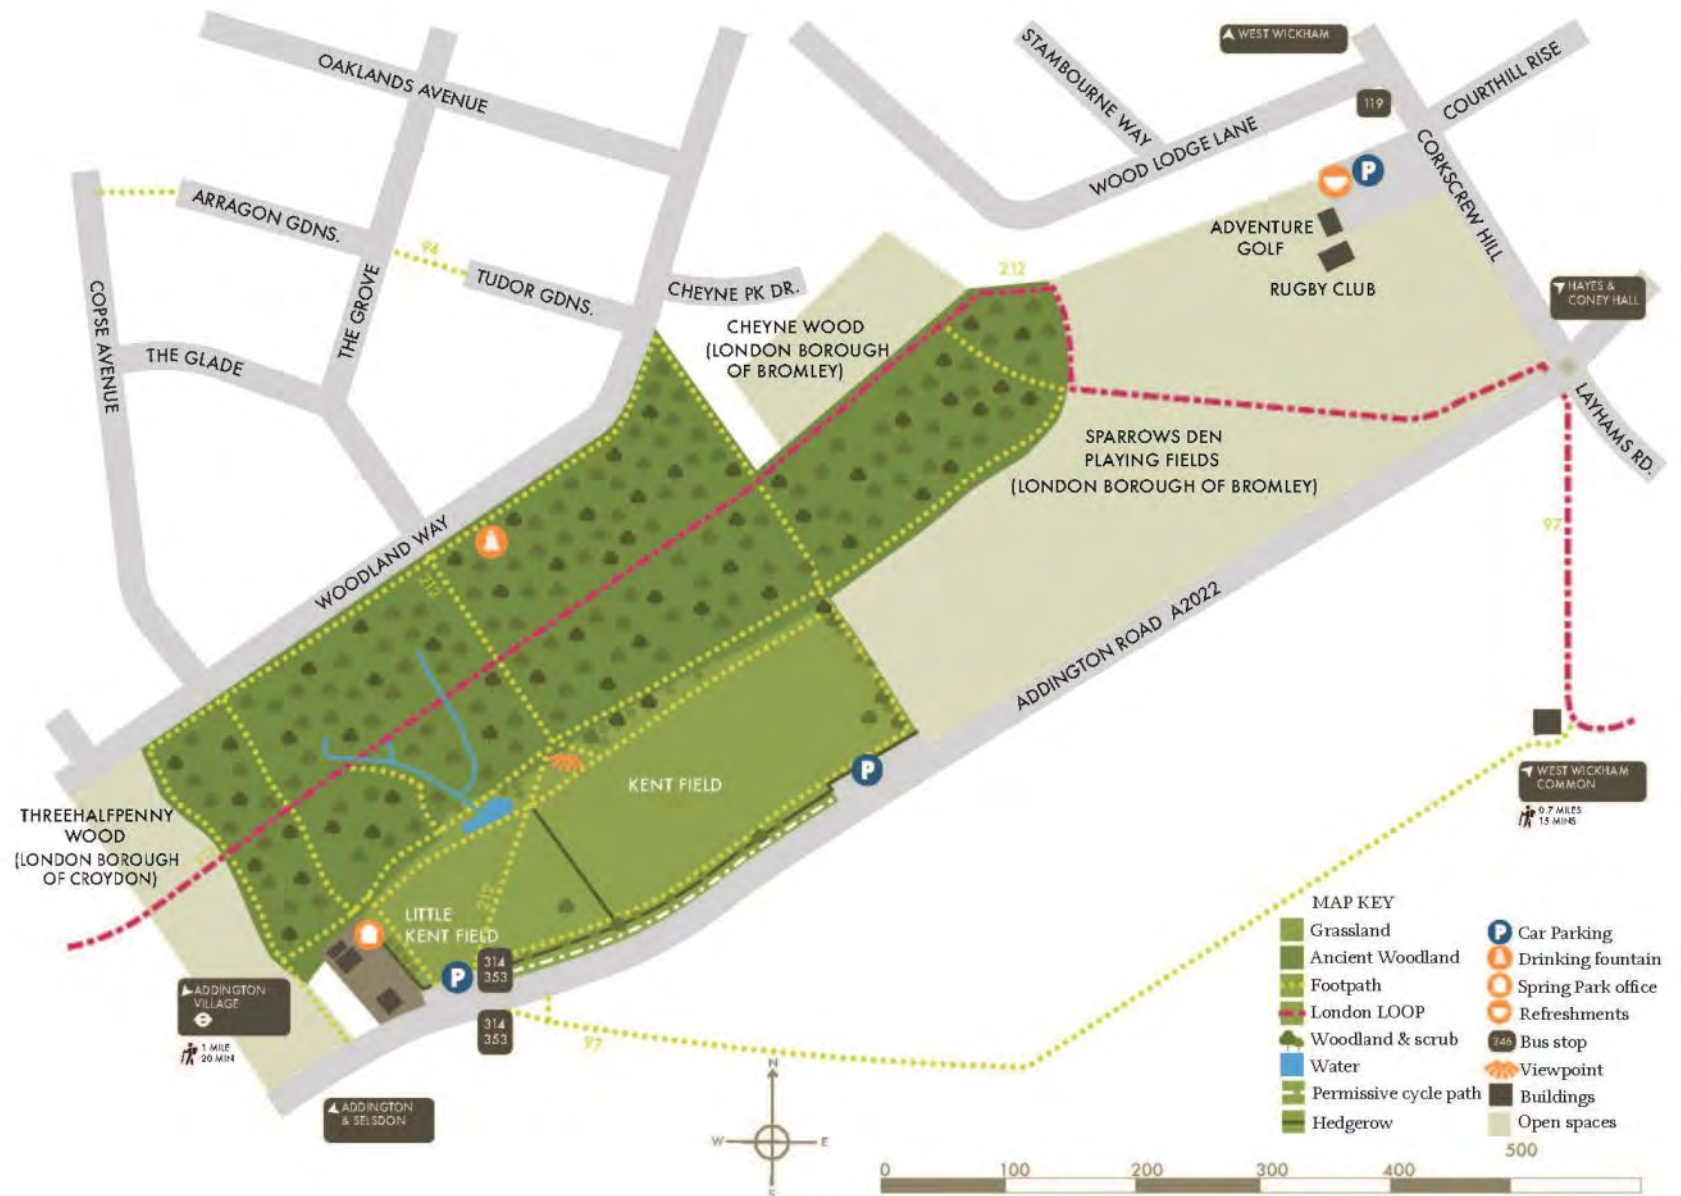 WEST WICKHAM
STAMBOURNE WAY
COURTHILL RISE
OAKLANDS AVENUE
119
WOOD LODGE LANE
CORKSCREW HILL
P
ARRAGON GDNS.
ADVENTURE
GOLF
94
TUDOR GDNS.
CHEYNE PK DR.
212
RUGBY CLUB
HAYES &
CONEY HALL
COPSE AVENUE
THE GROVE
THE GLADE
CHEYNE WOOD
(LONDON BOROUGH
OF BROMLEY)
LAYHAMS RD.
SPARROWS DEN
PLAYING FIELDS
(LONDON BOROUGH OF BROMLEY)
97
WOODLAND WAY
212
ADDINGTON ROAD A2022
KENT FIELD
P
WEST WICKHAM
COMMON
0.7 MILES
15 MINS
THREEHALFPENNY
WOOD
(LONDON BOROUGH
OF CROYDON)
212
LITTLE
KENT FIELD
P
314
353
ADDINGTON
VILLAGE
1 MILE
20 MIN
314
353
97
ADDINGTON
& SELSDON
N
W
E
S
MAP KEY
Grassland
Ancient Woodland
Footpath
London LOOP
Woodland & scrub
Water
Permissive cycle path
Hedgerow
P
Car Parking
Drinking fountain
Spring Park office
Refreshments
246
Bus stop
Viewpoint
Buildings
Open spaces
0 100 200 300 400 500